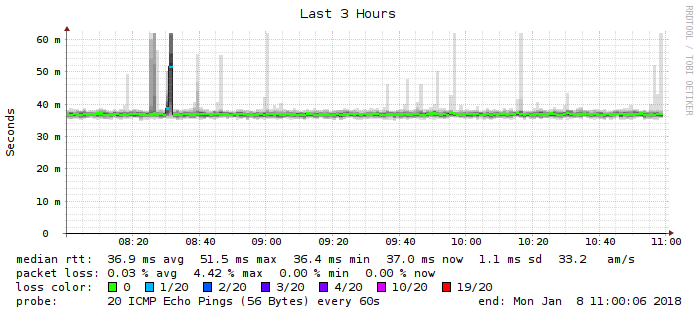 Last 3 Hours
RRDTOOL / TOBI OETIKER
Seconds
60 m
50 m
40 m
30 m
20 m
10 m
0
08:20 08:40 09:00 09:20 09:40 10:00 10:20 10:40 11:00
median rtt: 36.9 ms avg 51.5 ms max 36.4 ms min 37.0 ms now 1.1 ms sd 33.2 am/s
packet loss: 0.03 % avg 4.42 % max 0.00 % min 0.00 % now
loss color: 0 1/20 2/20 3/20 4/20 10/20 19/20
probe: 20 ICMP Echo Pings (56 Bytes) every 60s end: Mon Jan 8 11:00:06 2018